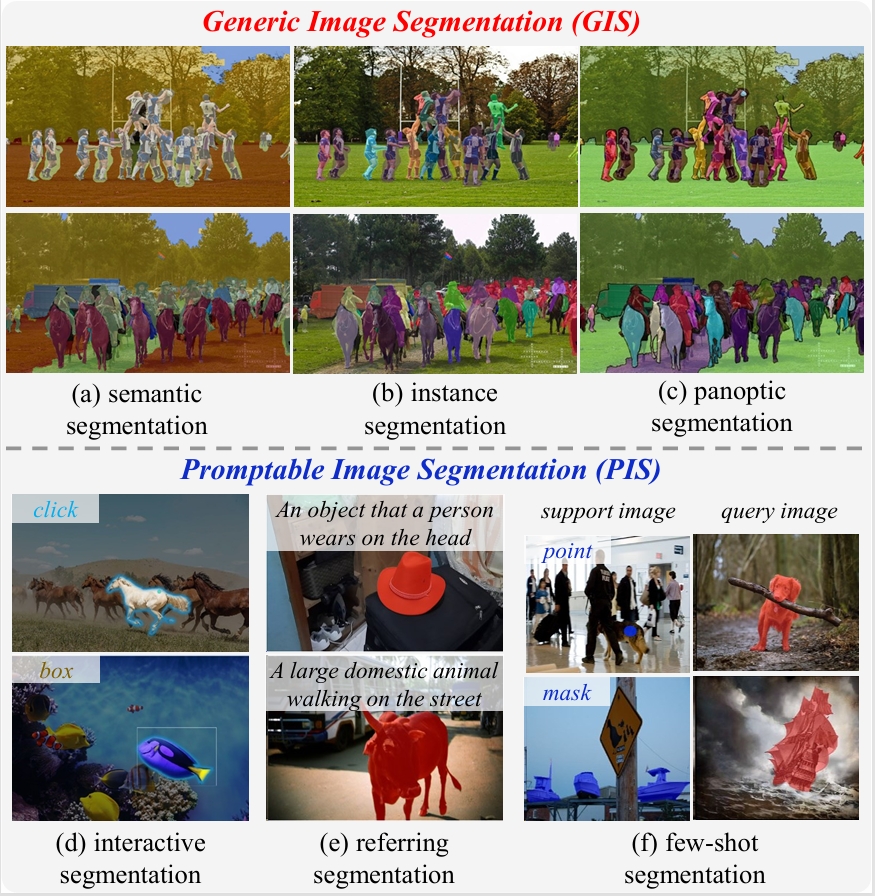 Generic Image Segmentation (GIS)
(a) semantic
segmentation
(b) instance
segmentation
(c) panoptic
segmentation
Promptable Image Segmentation (PIS)
click
box
(d) interactive
segmentation
An object that a person
wears on the head
A large domestic animal
walking on the street
(e) referring
segmentation
support image
query image
point
mask
(f) few-shot
segmentation